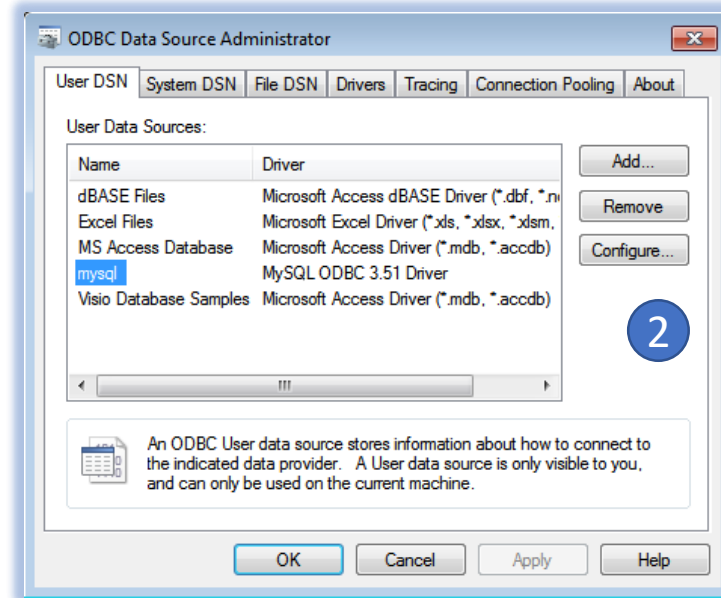 ODBC Data Source Administrator
User DSN System DSN File DSN Drivers Tracing Connection Pooling About
User Data Sources:
Name Driver
dBASE Files Microsoft Access dBASE Driver (*.dbf, *.n
Excel Files Microsoft Excel Driver (*.xls, *.xlsx, *.xlsm,
MS Access Database Microsoft Access Driver (*.mdb, *.accdb)
mysql MySQL ODBC 3.51 Driver
Visio Database Samples Microsoft Access Driver (*.mdb, *.accdb)
Add...
Remove
Configure...
2
An ODBC User data source stores information about how to connect to
the indicated data provider. A User data source is only visible to you,
and can only be used on the current machine.
OK Cancel Apply Help